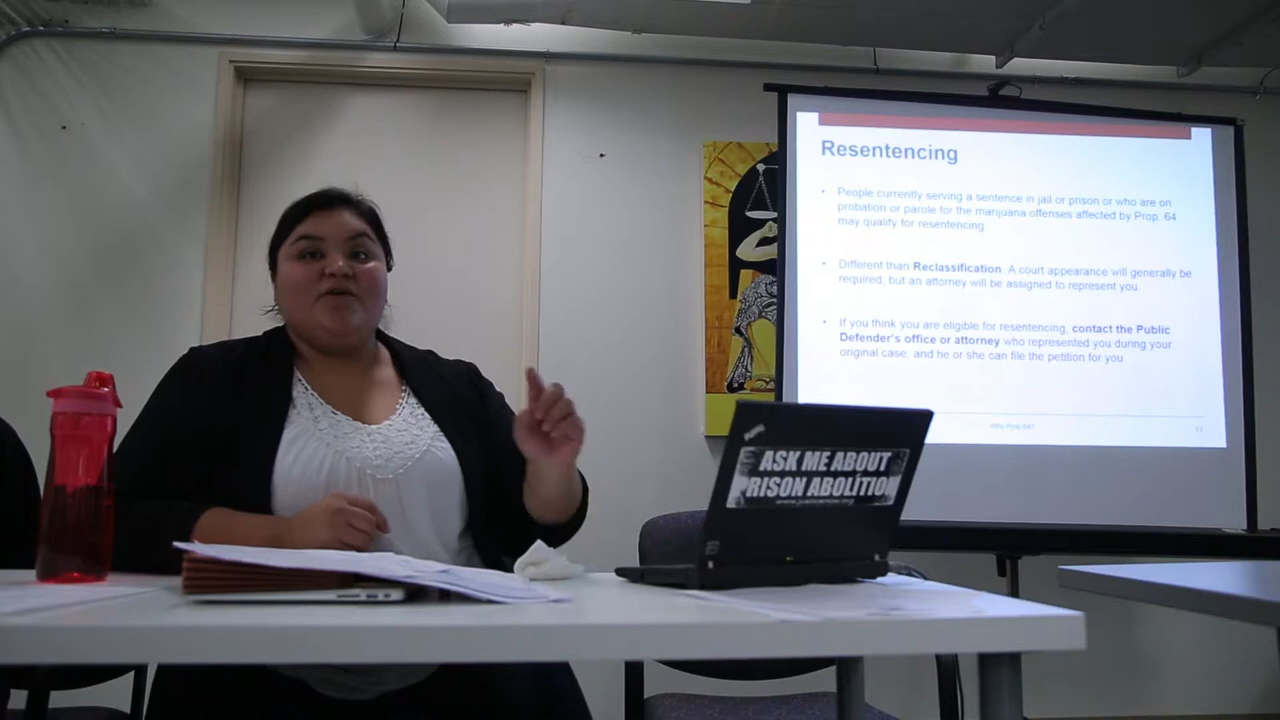 Resentencing
• People currently serving a sentence in jail or prison or who are on
probation or parole for the marijuana offenses affected by Prop. 64
may qualify for resentencing.
• Different than Reclassification. A court appearance will generally be
required, but an attorney will be assigned to represent you.
• If you think you are eligible for resentencing, contact the Public
Defender's office or attorney who represented you during your
original case, and he or she can file the petition for you
ASK ME ABOUT
RISON ABOLITION